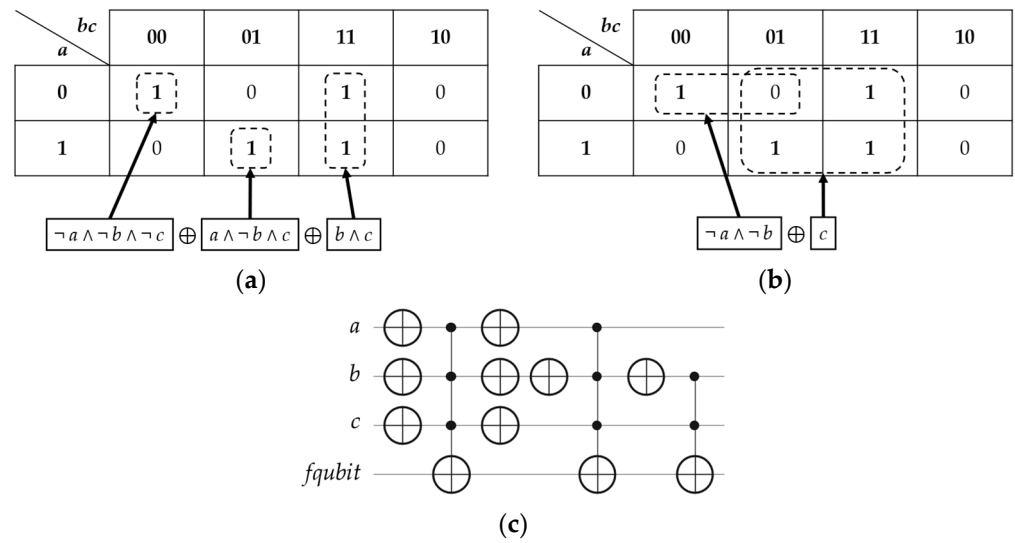 bc
a
00 01 11 10
0 1 0 1 0
1 0 1 1 0
¬ a ∧ ¬ b ∧ ¬ c ⊕ a ∧ ¬ b ∧ c ⊕ b ∧ c
(a)
bc
a
00 01 11 10
0 1 0 1 0
1 0 1 1 0
¬ a ∧ ¬ b ⊕ c
(b)
a
b
c
fqubit
(c)